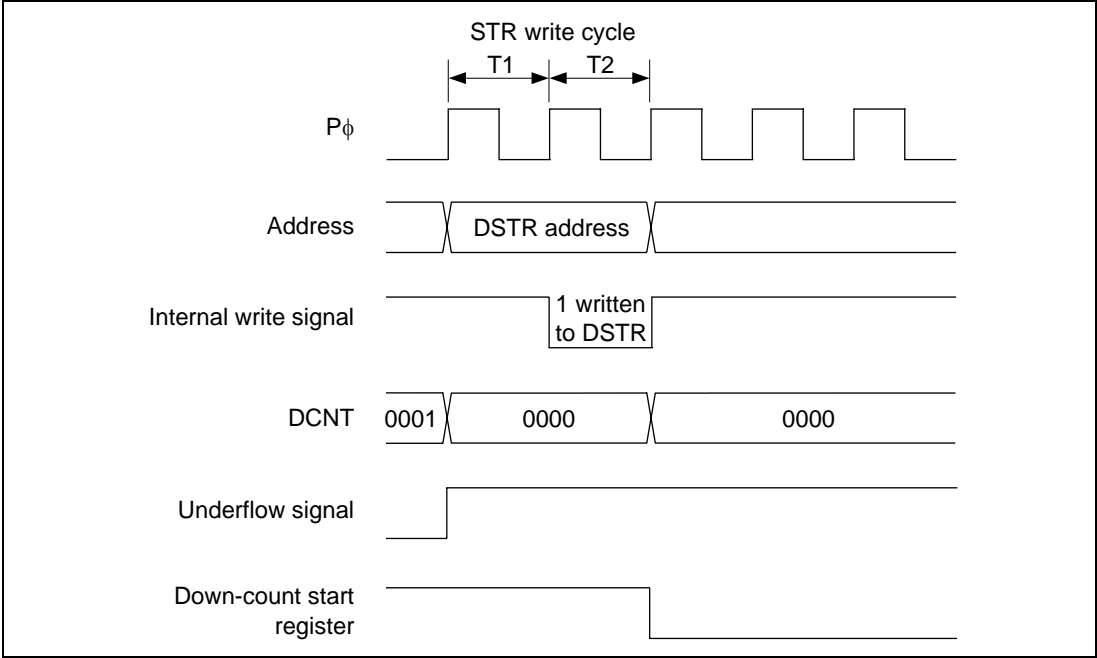 STR write cycle
T1 T2
Pϕ
Address DSTR address
Internal write signal 1 written
to DSTR
DCNT 0001 0000 0000
Underflow signal
Down-count start
register